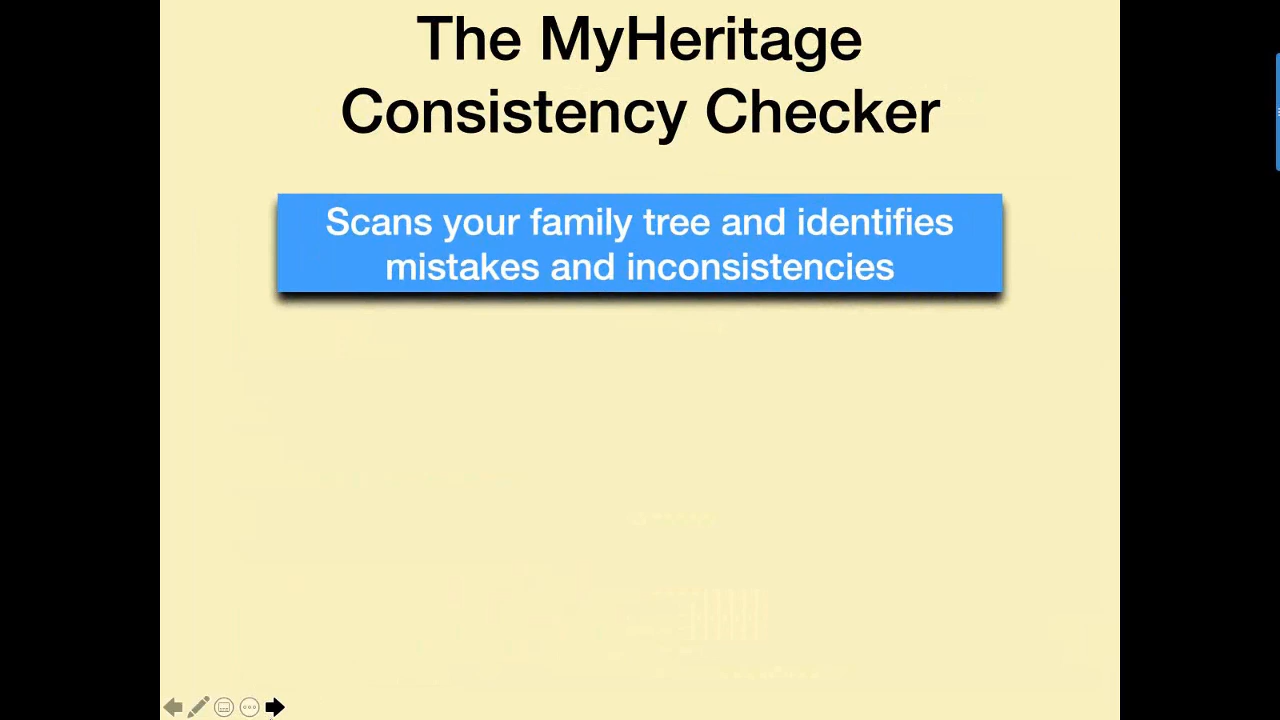 The MyHeritage
Consistency Checker
Scans your family tree and identifies
mistakes and inconsistencies